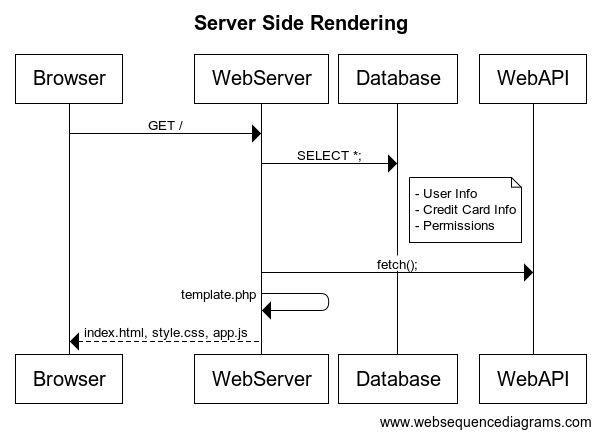 Server Side Rendering
Browser WebServer Database WebAPI
GET /
SELECT *;
- User Info
- Credit Card Info
- Permissions
fetch();
template.php
index.html, style.css, app.js
Browser WebServer Database WebAPI
www.websequencediagrams.com